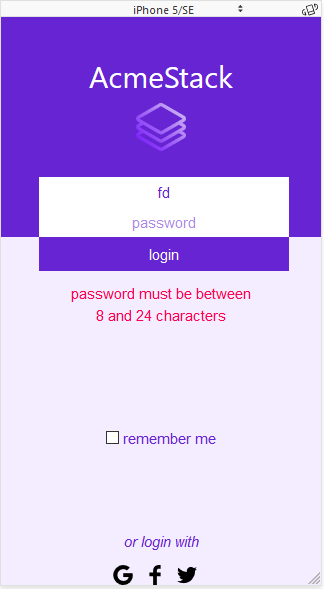 iPhone 5/SE
AcmeStack
fd
password
login
password must be between
8 and 24 characters
remember me
or login with